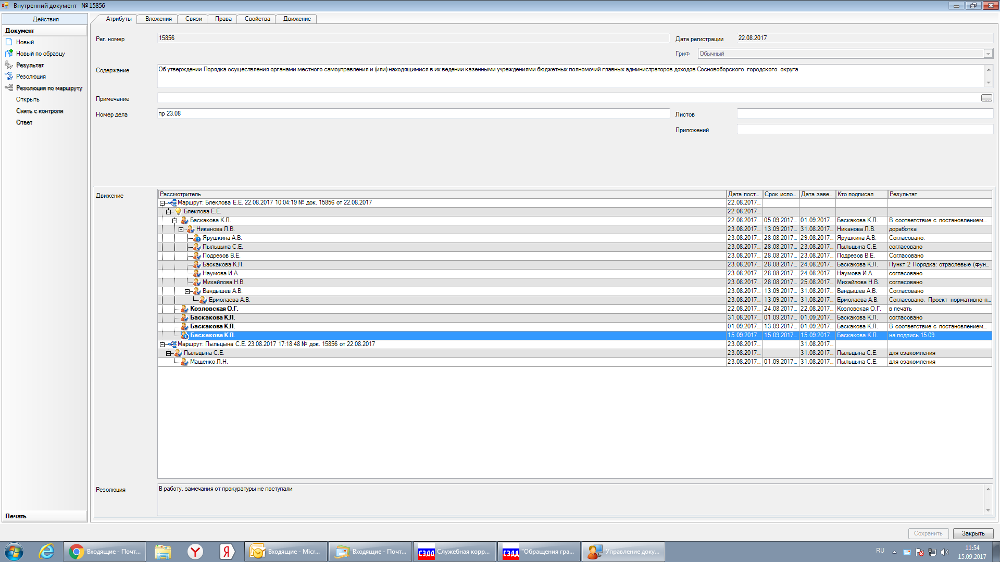 Внутренний документ № 15856
Действия
Документ
Новый
Новый по образцу
Результат
Резолюция
Резолюция по маршруту
Открыть
Снять с контроля
Ответ
Печать
Атрибуты Вложения Связи Права Свойства Движение
Рег. номер 15856 Дата регистрации 22.08.2017
Гриф Обычный
Содержание Об утверждении Порядка осуществления органами местного самоуправления и (или) находящимися в их ведении казенными учреждениями бюджетных полномочий главных администраторов доходов Сосновоборского городского округа
Примечание ...
Номер дела пр 23.08 Листов
Приложений
Движение
Рассмотритель Дата пост... Срок испо... Дата заве... Кто подписал Результат
Маршрут: Блеклова Е.Е. 22.08.2017 10:04:19 № док. 15856 от 22.08.2017 22.08.2017...
Блеклова Е.Е. 22.08.2017...
Баскакова К.Л. 22.08.2017... 05.09.2017... 01.09.2017... Баскакова К.Л. В соответствие с постановлением...
Никанова Л.В. 23.08.2017... 13.09.2017... 31.08.2017... Никанова Л.В. доработка
Ярушкина А.В. 23.08.2017... 28.08.2017... 29.08.2017... Ярушкина А.В. Согласовано.
Пыльцына С.Е. 23.08.2017... 28.08.2017... 23.08.2017... Пыльцына С.Е. согласовано
Подрезов В.Е. 23.08.2017... 28.08.2017... 23.08.2017... Подрезов В.Е. Согласовано
Баскакова К.Л. 23.08.2017... 28.08.2017... 24.08.2017... Баскакова К.Л. Пункт 2 Порядка: отраслевые (фун...
Наумова И.А. 23.08.2017... 28.08.2017... 24.08.2017... Наумова И.А. согласовано
Михайлова Н.В. 23.08.2017... 28.08.2017... 25.08.2017... Михайлова Н.В. согласовано
Вандышев А.В. 23.08.2017... 13.09.2017... 31.08.2017... Вандышев А.В. Согласовано
Ермолаева А.В. 23.08.2017... 13.09.2017... 31.08.2017... Ермолаева А.В. Согласовано. Проект нормативно-п...
Козловская О.Г. 22.08.2017... 24.08.2017... 22.08.2017... Козловская О.Г. в печать
Баскакова К.Л. 31.08.2017... 01.09.2017... 01.09.2017... Баскакова К.Л. согласовано
Баскакова К.Л. 01.09.2017... 13.09.2017... 01.09.2017... Баскакова К.Л. В соответствие с постановлением...
Баскакова К.Л. 15.09.2017... 15.09.2017... 15.09.2017... Баскакова К.Л. на подпись 15.09.
Маршрут: Пыльцына С.Е. 23.08.2017 17:18:48 № док. 15856 от 22.08.2017 23.08.2017... 31.08.2017...
Пыльцына С.Е. 23.08.2017... 31.08.2017... Пыльцына С.Е. для озакомления
Мащенко Л.Н. 23.08.2017... 01.09.2017... 31.08.2017... Пыльцына С.Е. для озакомления
Резолюция В работу, замечания от прокуратуры не поступали
Сохранить Закрыть
Входящие - Почт... Y Я Входящие - Micr... Входящие - Почт... СЭДД Служебная корр... СЭДД "Обращения гра... Управление доку... RU 11:54
15.09.2017